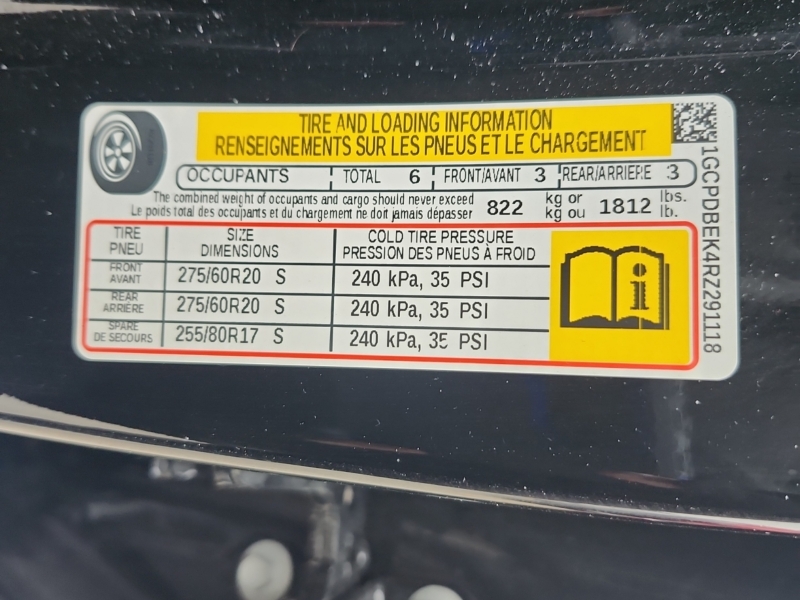 TIRE AND LOADING INFORMATION
RENSEIGNEMENTS SUR LES PNEUS ET LE CHARGEMENT
OCCUPANTS TOTAL 6 FRONT/AVANT 3 REAR/ARRIERE 3
The combined weight of occupants and cargo should never exceed 822 kg or 1812 lbs.
Le poids total des occupants et du chargement ne doit jamais dépasser kg ou lb.
TIRE SIZE COLD TIRE PRESSURE
PNEU DIMENSIONS PRESSION DES PNEUS À FROID
FRONT
AVANT 275/60R20 S 240 kPa, 35 PSI
REAR
ARRIÈRE 275/60R20 S 240 kPa, 35 PSI
SPARE
DE SECOURS 255/80R17 S 240 kPa, 35 PSI
i
1GCPDBEK4RZ291118